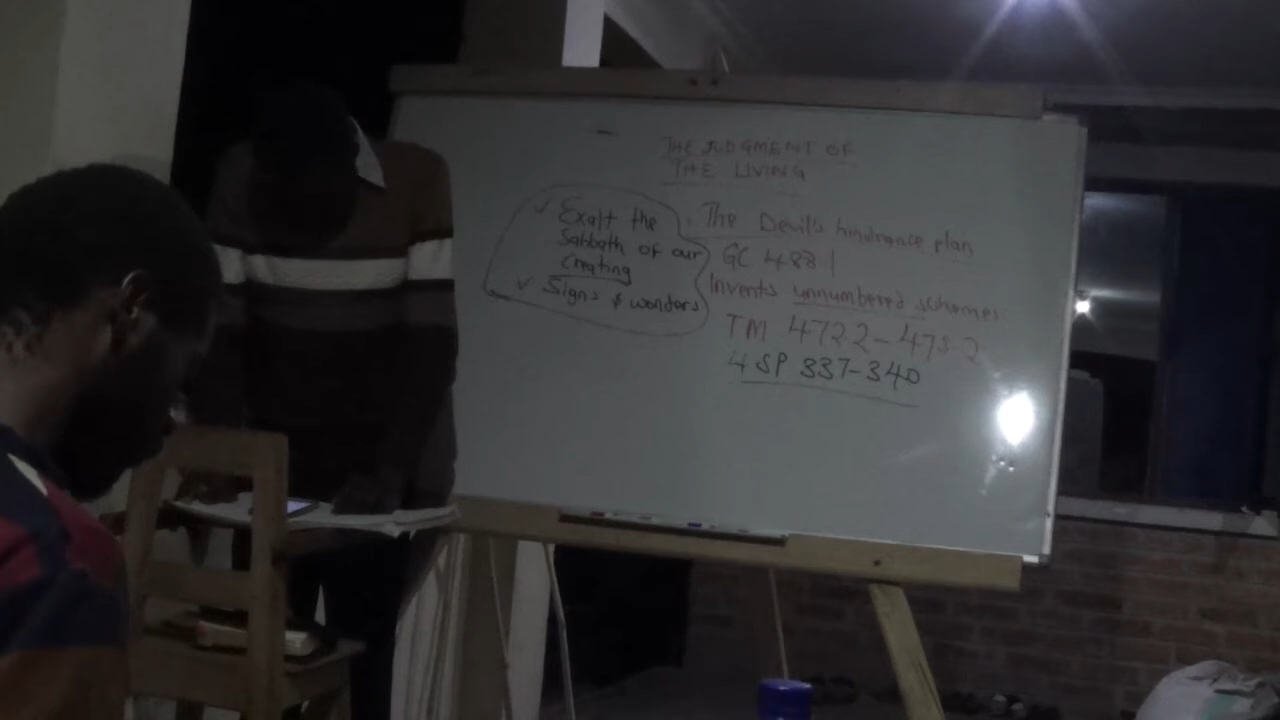 THE JUDGMENT OF
THE LIVING
✓ Exalt the
Sabbath of our
Creating
✓ Signs & wonders
The Devil's hindrance plan
GC 488.1
Invents unnumbered schemes
TM 472.2-475.2
4SP 337-340